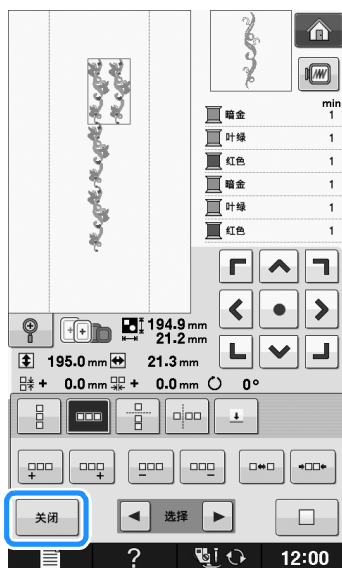 min
暗金 1
叶绿 1
红色 1
暗金 1
叶绿 1
红色 1
194.9 mm
21.2 mm
195.0 mm 21.3 mm
+ 0.0 mm + 0.0 mm 0°
关闭
选择
? 12:00